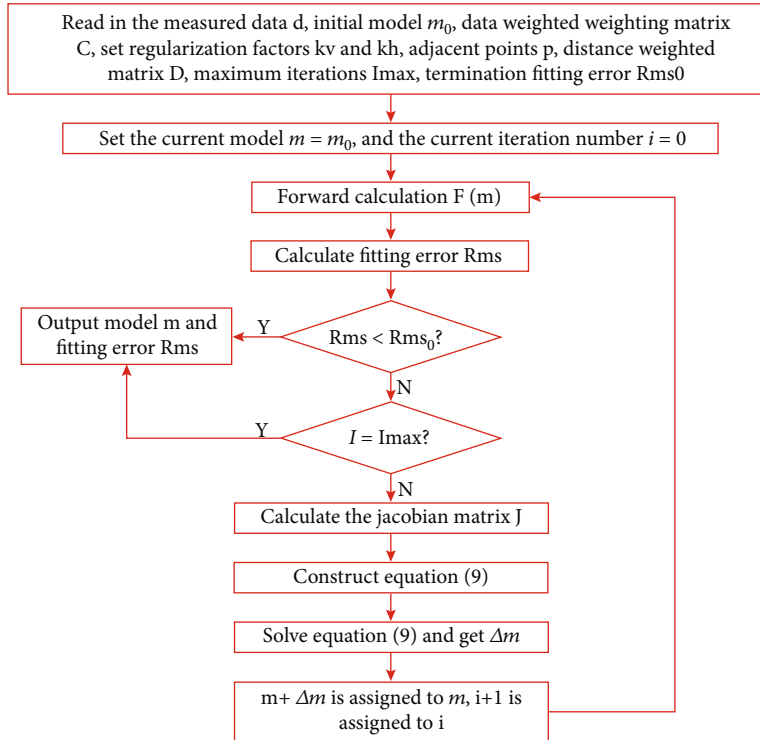 Read in the measured data d, initial model m₀, data weighted weighting matrix
C, set regularization factors kv and kh, adjacent points p, distance weighted
matrix D, maximum iterations Imax, termination fitting error Rms0
Set the current model m = m₀, and the current iteration number i = 0
Forward calculation F (m)
Calculate fitting error Rms
Rms < Rms₀?
Y
Output model m and
fitting error Rms
N
I = Imax?
Y
N
Calculate the jacobian matrix J
Construct equation (9)
Solve equation (9) and get Δm
m+ Δm is assigned to m, i+1 is
assigned to i